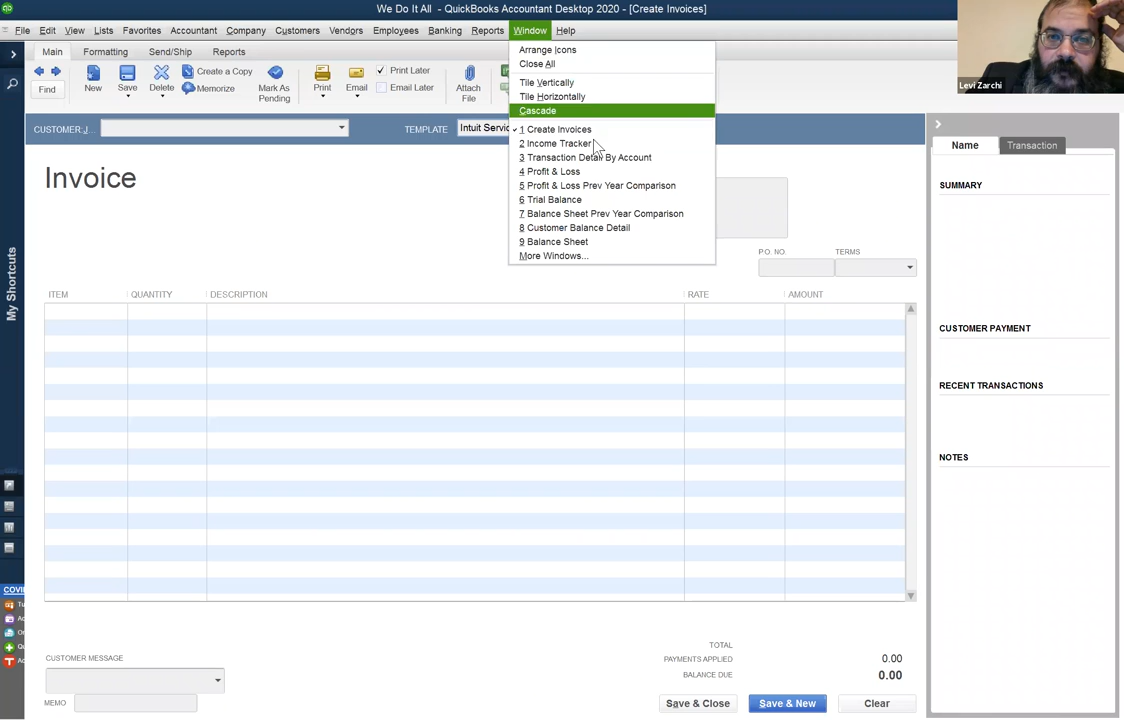 We Do It All - QuickBooks Accountant Desktop 2020 - [Create Invoices]
File Edit View Lists Favorites Accountant Company Customers Vendors Employees Banking Reports Window Help
Main Formatting Send/Ship Reports
Find New Save Delete Create a Copy Memorize Mark As Pending Print Email Print Later Email Later Attach File
Levi Zarchi
Arrange Icons
Close All
Tile Vertically
Tile Horizontally
Cascade
1 Create Invoices
2 Income Tracker
3 Transaction Detail By Account
4 Profit & Loss
5 Profit & Loss Prev Year Comparison
6 Trial Balance
7 Balance Sheet Prev Year Comparison
8 Customer Balance Detail
9 Balance Sheet
More Windows...
CUSTOMER:J... TEMPLATE Intuit
Invoice
P.O. NO. TERMS
ITEM QUANTITY DESCRIPTION RATE AMOUNT
My Shortcuts
Name Transaction
SUMMARY
CUSTOMER PAYMENT
RECENT TRANSACTIONS
NOTES
TOTAL
CUSTOMER MESSAGE PAYMENTS APPLIED 0.00
BALANCE DUE 0.00
MEMO Save & Close Save & New Clear